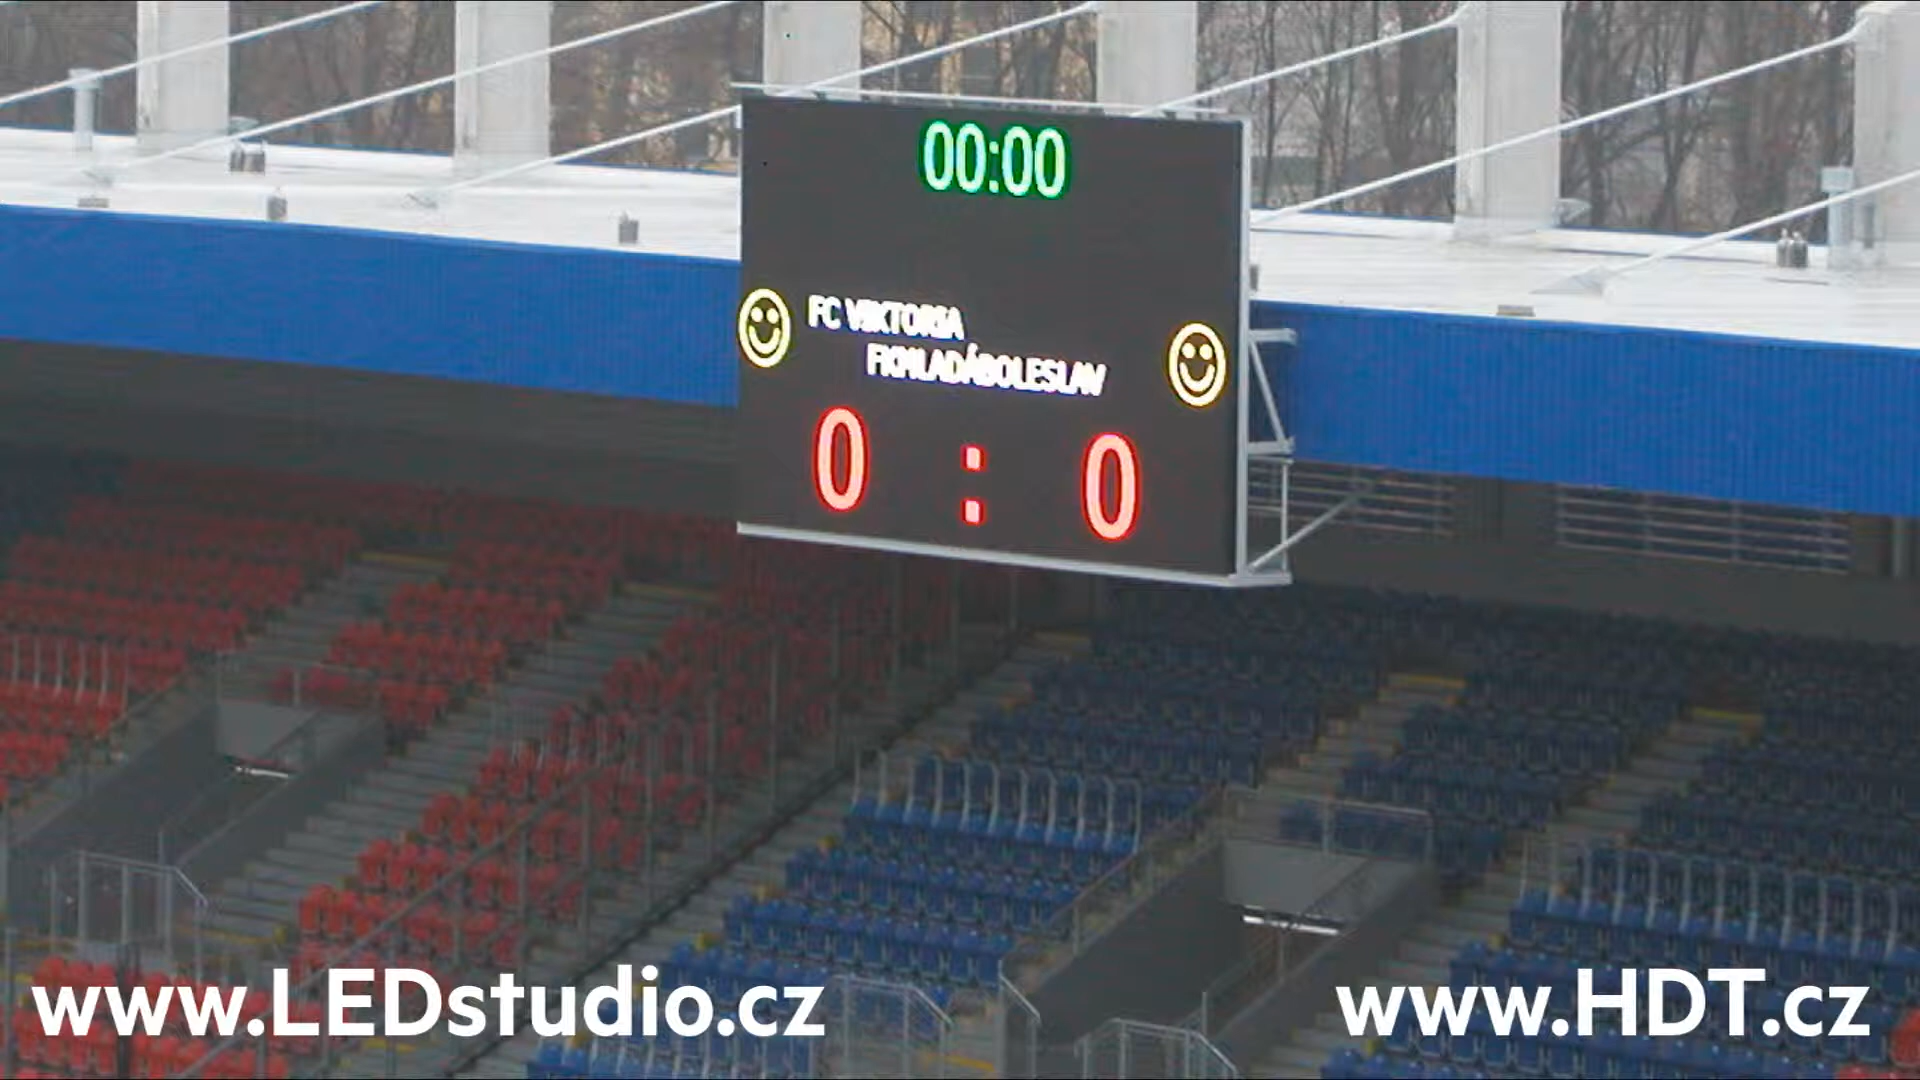 00:00
FC VIKTORIA
FKMLADÁBOLESLAV
0 : 0
www.LEDstudio.cz
www.HDT.cz